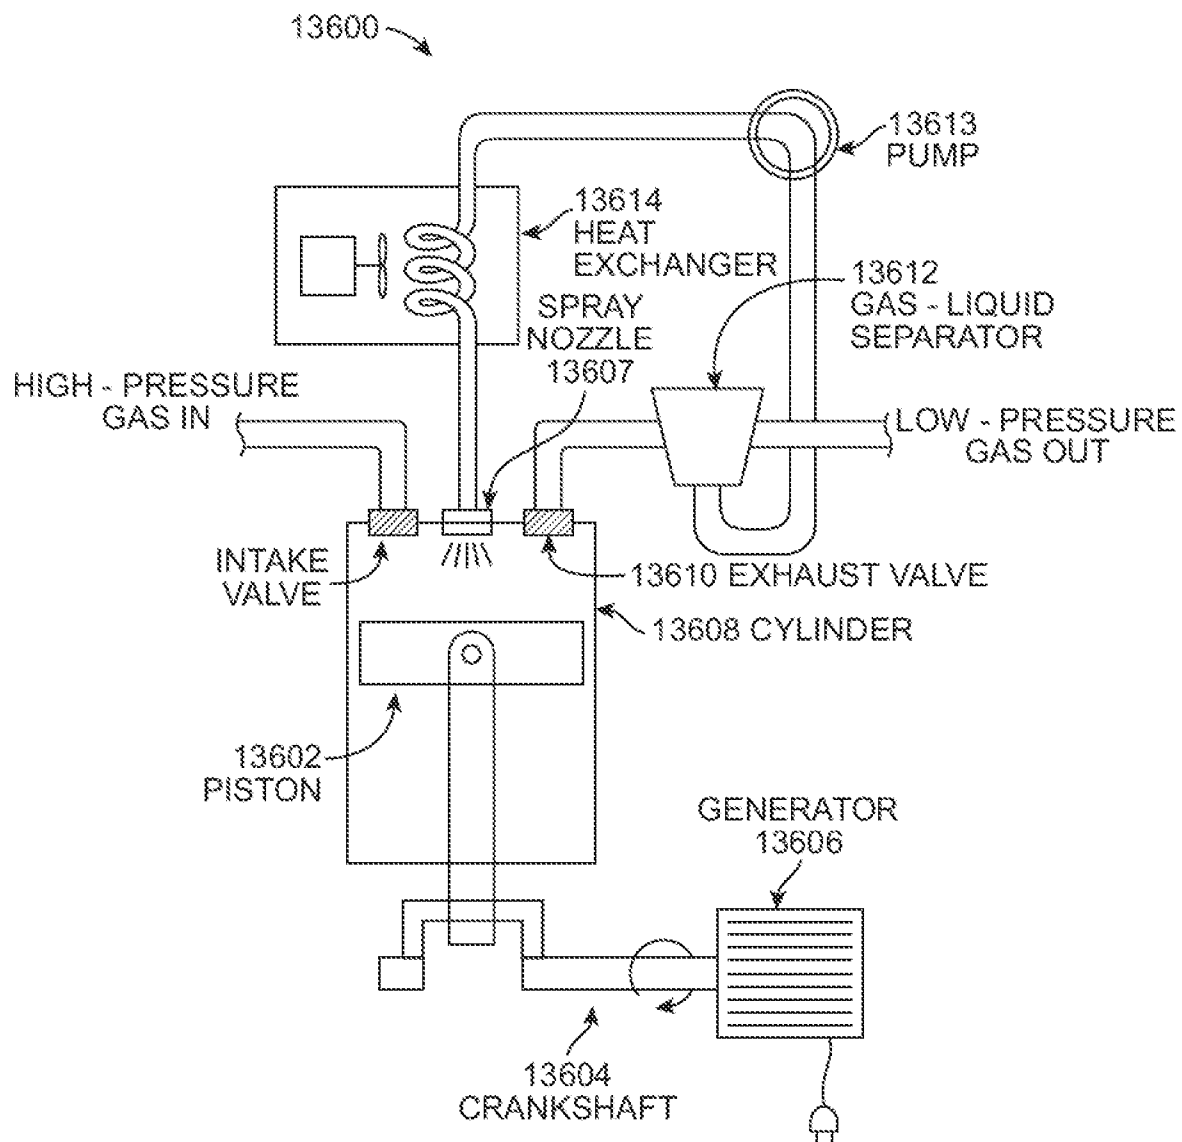 13600
13613
PUMP
13614
HEAT
EXCHANGER
13612
GAS - LIQUID
SEPARATOR
SPRAY
NOZZLE
13607
HIGH - PRESSURE
GAS IN
LOW - PRESSURE
GAS OUT
INTAKE
VALVE
13610 EXHAUST VALVE
13608 CYLINDER
13602
PISTON
GENERATOR
13606
13604
CRANKSHAFT